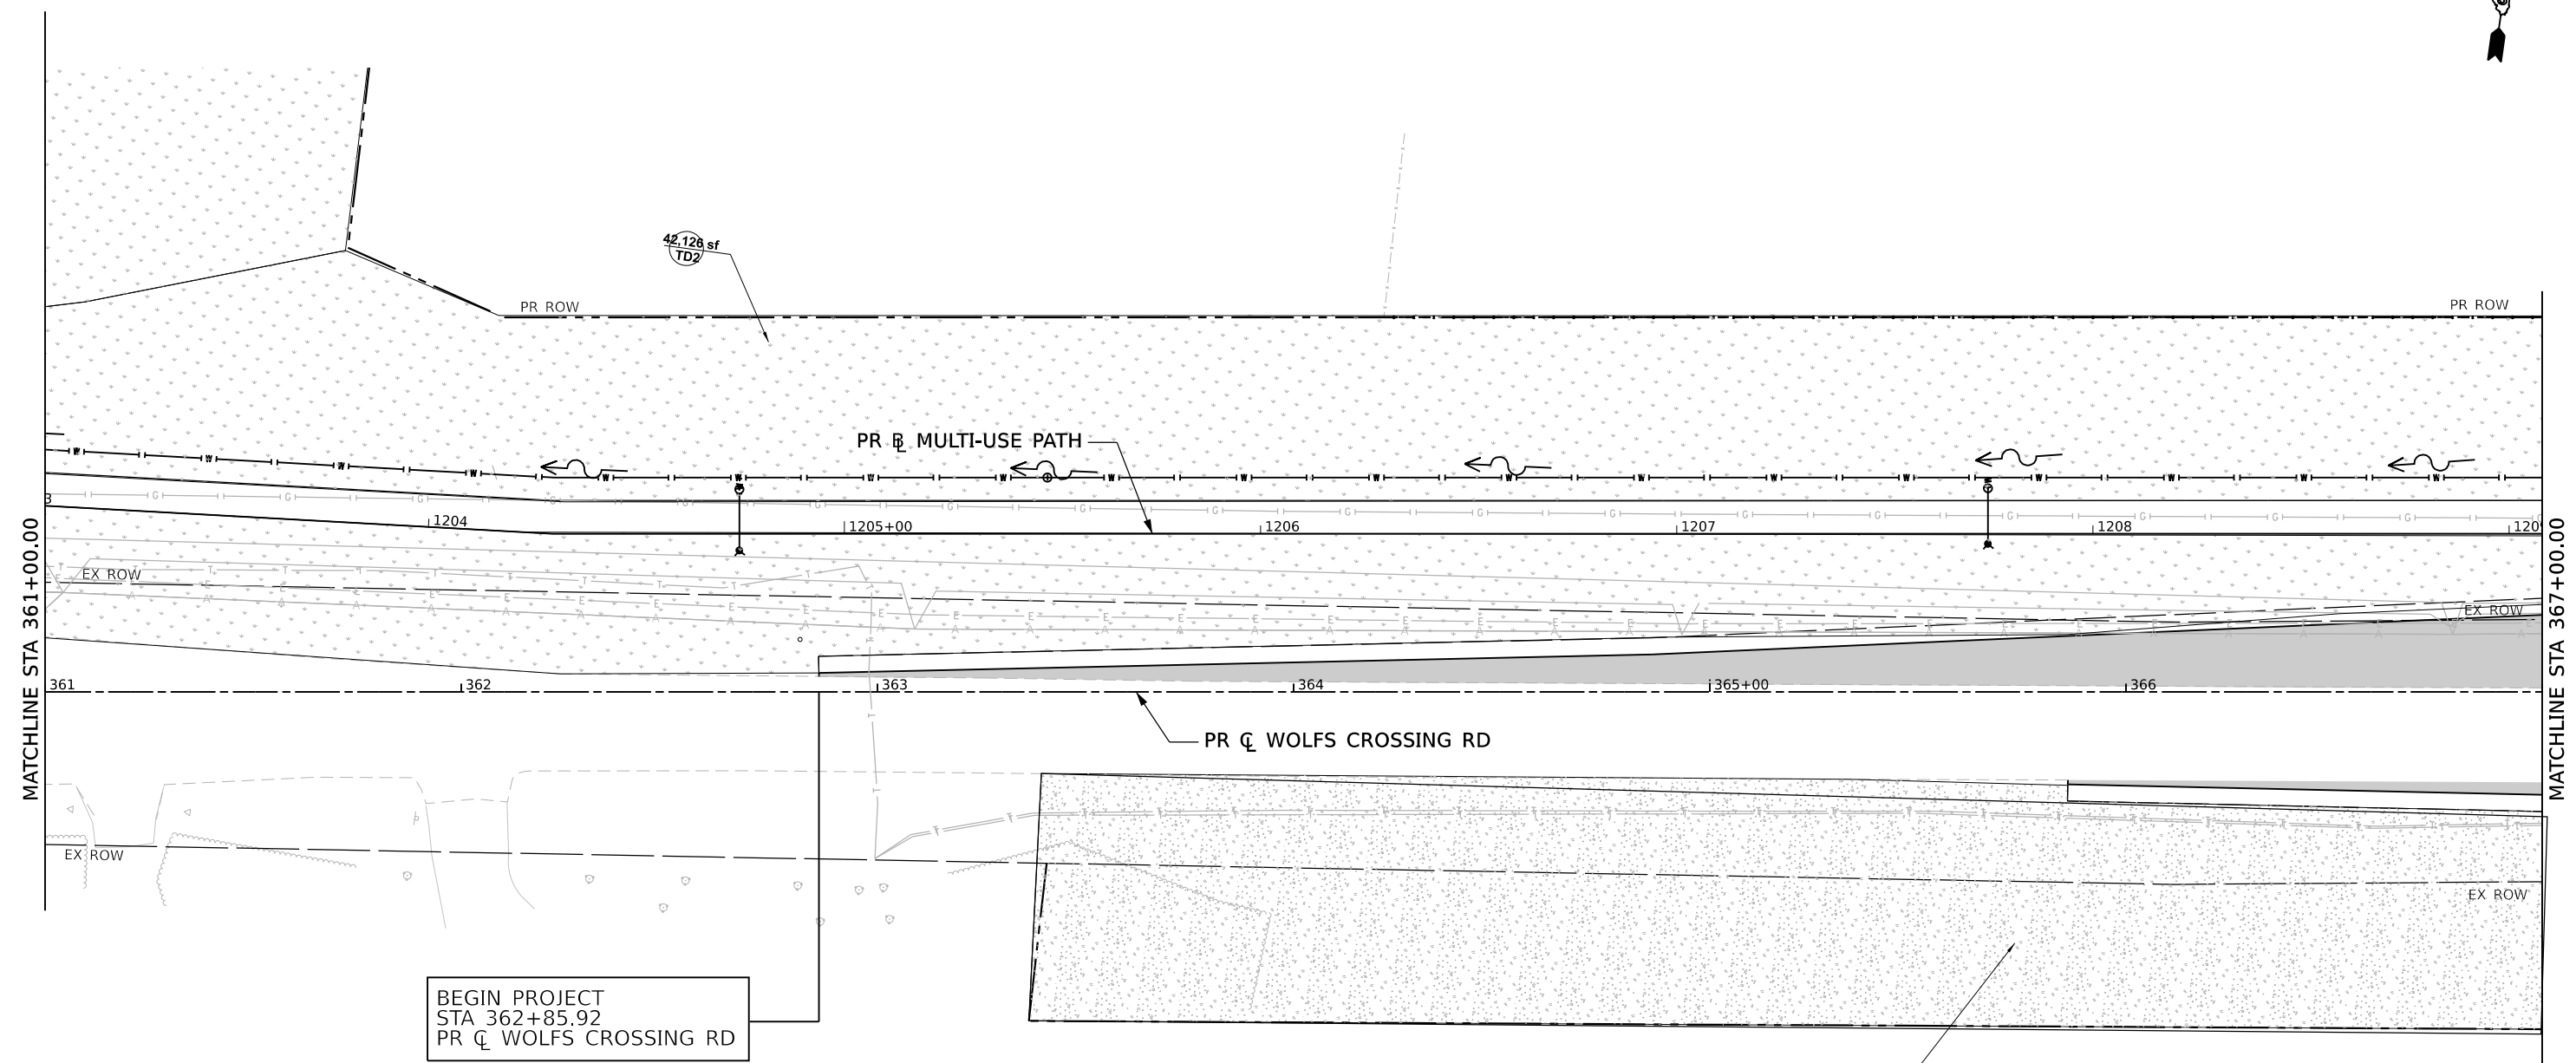 42,126 sf
TD2
PR ROW
PR ROW
PR ⅊ MULTI-USE PATH
3
1204
1205+00
1206
1207
1208
1209
EX ROW
EX ROW
361
362
363
364
365+00
366
PR ℄ WOLFS CROSSING RD
EX ROW
EX ROW
BEGIN PROJECT
STA 362+85.92
PR ℄ WOLFS CROSSING RD
MATCHLINE STA 361+00.00
MATCHLINE STA 367+00.00